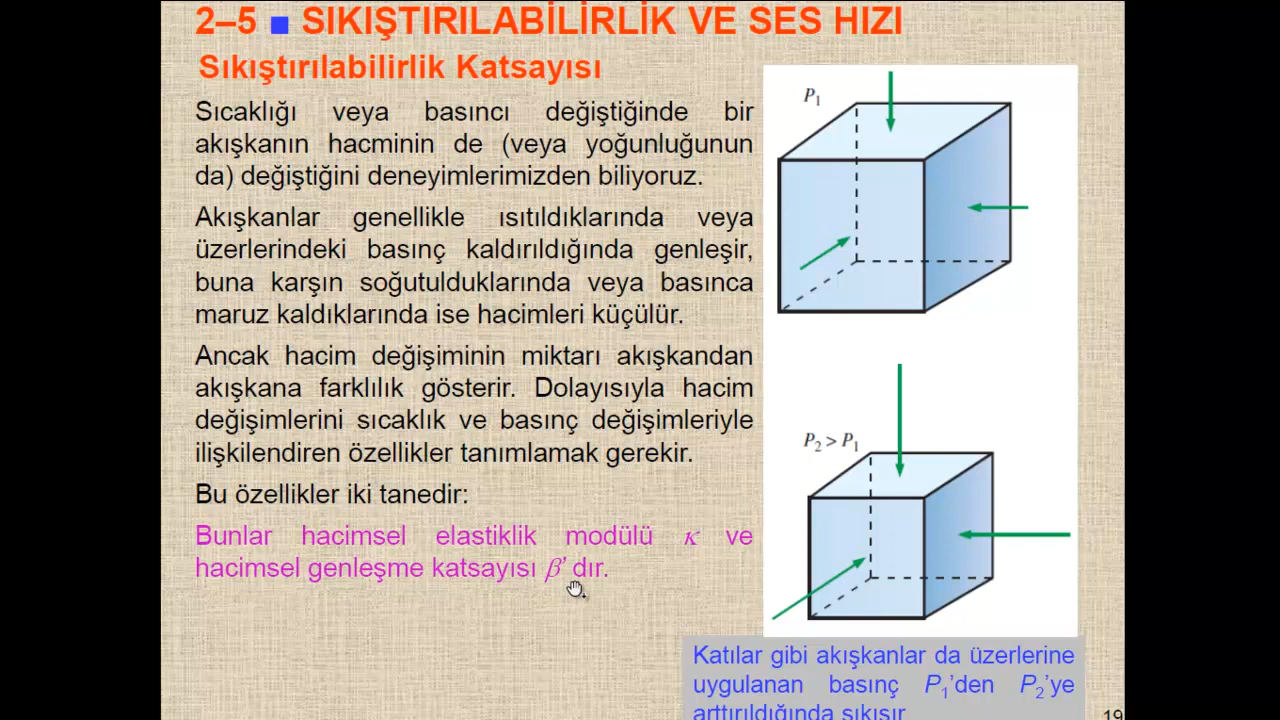 2–5 ■ SIKIŞTIRILABİLİRLİK VE SES HIZI
Sıkıştırılabilirlik Katsayısı
Sıcaklığı veya basıncı değiştiğinde bir
akışkanın hacminin de (veya yoğunluğunun
da) değiştiğini deneyimlerimizden biliyoruz.
Akışkanlar genellikle ısıtıldıklarında veya
üzerlerindeki basınç kaldırıldığında genleşir,
buna karşın soğutulduklarında veya basınca
maruz kaldıklarında ise hacimleri küçülür.
Ancak hacim değişiminin miktarı akışkandan
akışkana farklılık gösterir. Dolayısıyla hacim
değişimlerini sıcaklık ve basınç değişimleriyle
ilişkilendiren özellikler tanımlamak gerekir.
Bu özellikler iki tanedir:
Bunlar hacimsel elastiklik modülü κ ve
hacimsel genleşme katsayısı β’ dır.
P₁
P₂ > P₁
Katılar gibi akışkanlar da üzerlerine
uygulanan basınç P₁’den P₂’ye
arttırıldığında sıkışır
19